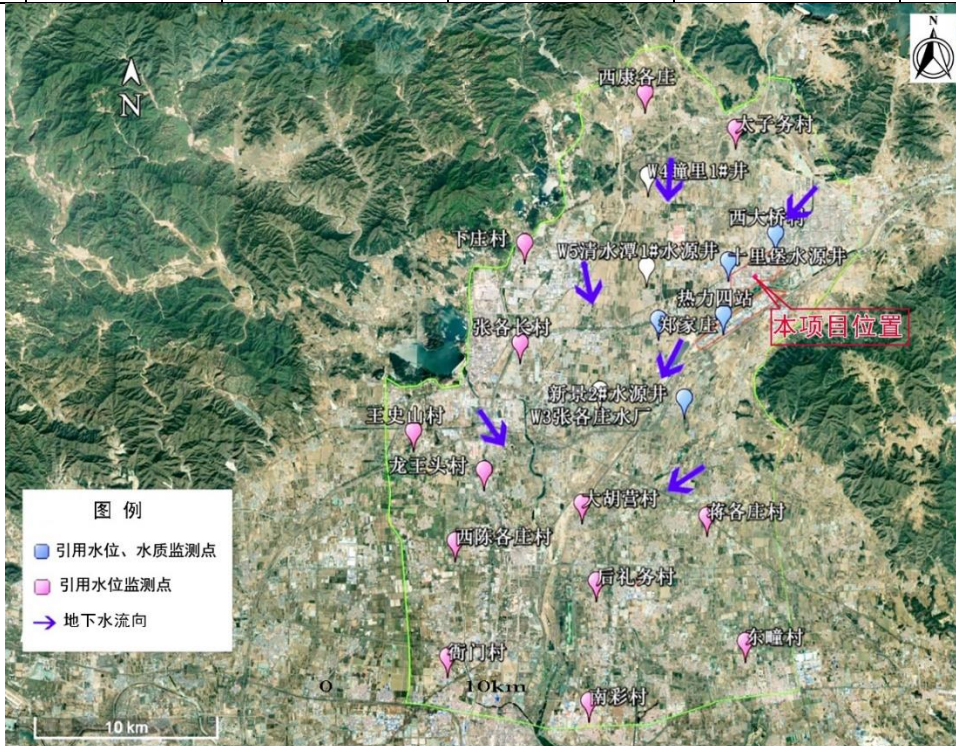 N
N
西康各庄
太子务村
W4疃里1#井
西大桥村
下庄村
W5清水潭1#水源井
十里堡水源井
热力四站
郑家庄
本项目位置
张各长村
新景2#水源井
W3张各庄水厂
王史山村
龙王头村
大胡营村
蒋各庄村
图 例
引用水位、水质监测点
引用水位监测点
地下水流向
西陈各庄村
后礼务村
东疃村
衙门村
南彩村
0
10km
10 km